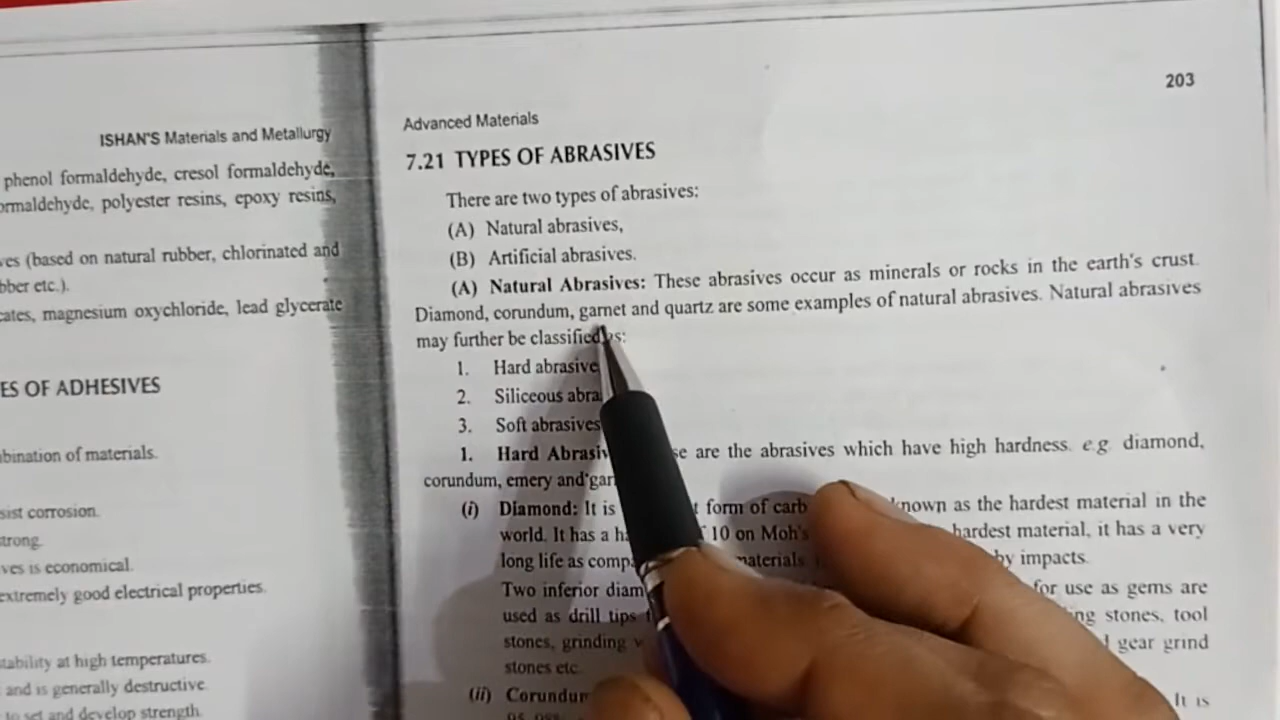 ISHAN'S Materials and Metallurgy
phenol formaldehyde, cresol formaldehyde,
ormaldehyde, polyester resins, epoxy resins,
ves (based on natural rubber, chlorinated and
bber etc.).
cates, magnesium oxychloride, lead glycerate
ES OF ADHESIVES
bination of materials.
sist corrosion.
trong.
ves is economical.
extremely good electrical properties.
tability at high temperatures.
and is generally destructive.
to set and develop strength.
203
Advanced Materials
7.21 TYPES OF ABRASIVES
There are two types of abrasives:
(A) Natural abrasives,
(B) Artificial abrasives.
(A) Natural Abrasives: These abrasives occur as minerals or rocks in the earth's crust.
Diamond, corundum, garnet and quartz are some examples of natural abrasives. Natural abrasives
may further be classified
1. Hard abrasive
2. Siliceous abra
3. Soft abrasives
1. Hard Abrasiv se are the abrasives which have high hardness. e.g. diamond,
corundum, emery and gar
(i) Diamond: It is t form of carb known as the hardest material in the
world. It has a ha 10 on Moh's hardest material, it has a very
long life as comp materials by impacts.
Two inferior diam for use as gems are
used as drill tips ing stones, tool
stones, grinding gear grind
stones etc.
(ii) Corundum It is